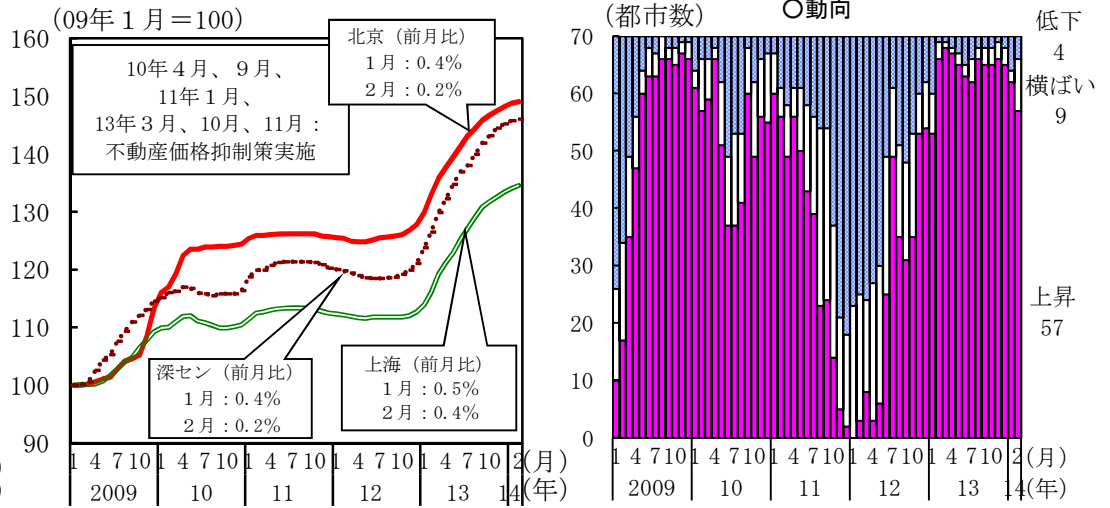 (09年1月＝100)
160
150
140
130
120
110
100
90
10年4月、9月、
11年1月、
13年3月、10月、11月：
不動産価格抑制策実施
北京（前月比）
1月：0.4%
2月：0.2%
深セン（前月比）
1月：0.4%
2月：0.2%
上海（前月比）
1月：0.5%
2月：0.4%
1 4 7 10 1 4 7 10 1 4 7 10 1 4 7 10 1 4 7 10 1 2 (月)
2009 10 11 12 13 14 (年)
○動向
(都市数)
70
60
50
40
30
20
10
0
低下
4
横ばい
9
上昇
57
1 4 7 10 1 4 7 10 1 4 7 10 1 4 7 10 1 4 7 10 1 2 (月)
2009 10 11 12 13 14 (年)